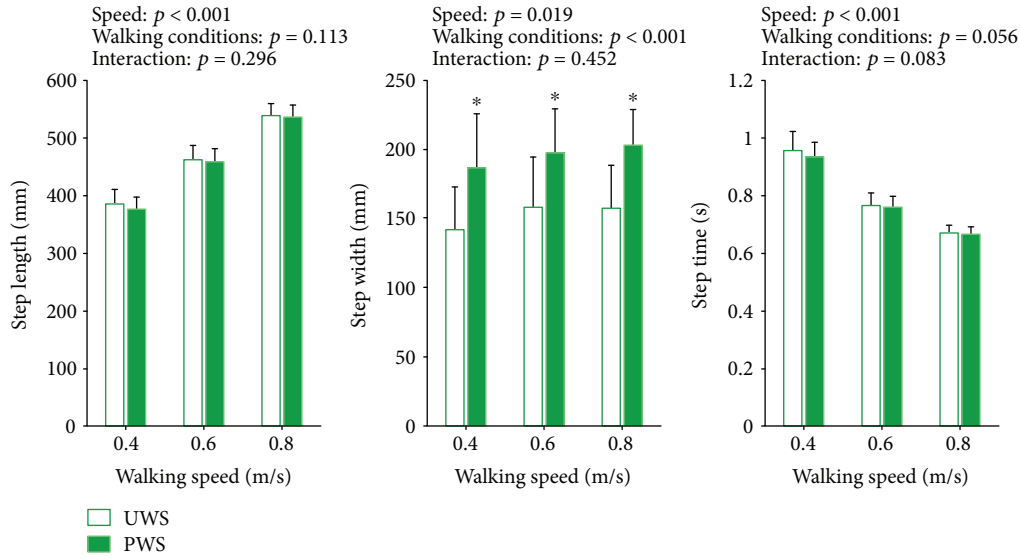 Speed: p < 0.001
Walking conditions: p = 0.113
Interaction: p = 0.296
600
500
400
300
200
100
0
Step length (mm)
0.4
0.6
0.8
Walking speed (m/s)
Speed: p = 0.019
Walking conditions: p < 0.001
Interaction: p = 0.452
250
200
150
100
50
0
Step width (mm)
*
*
*
0.4
0.6
0.8
Walking speed (m/s)
Speed: p < 0.001
Walking conditions: p = 0.056
Interaction: p = 0.083
1.2
1
0.8
0.6
0.4
0.2
0
Step time (s)
0.4
0.6
0.8
Walking speed (m/s)
UWS
PWS